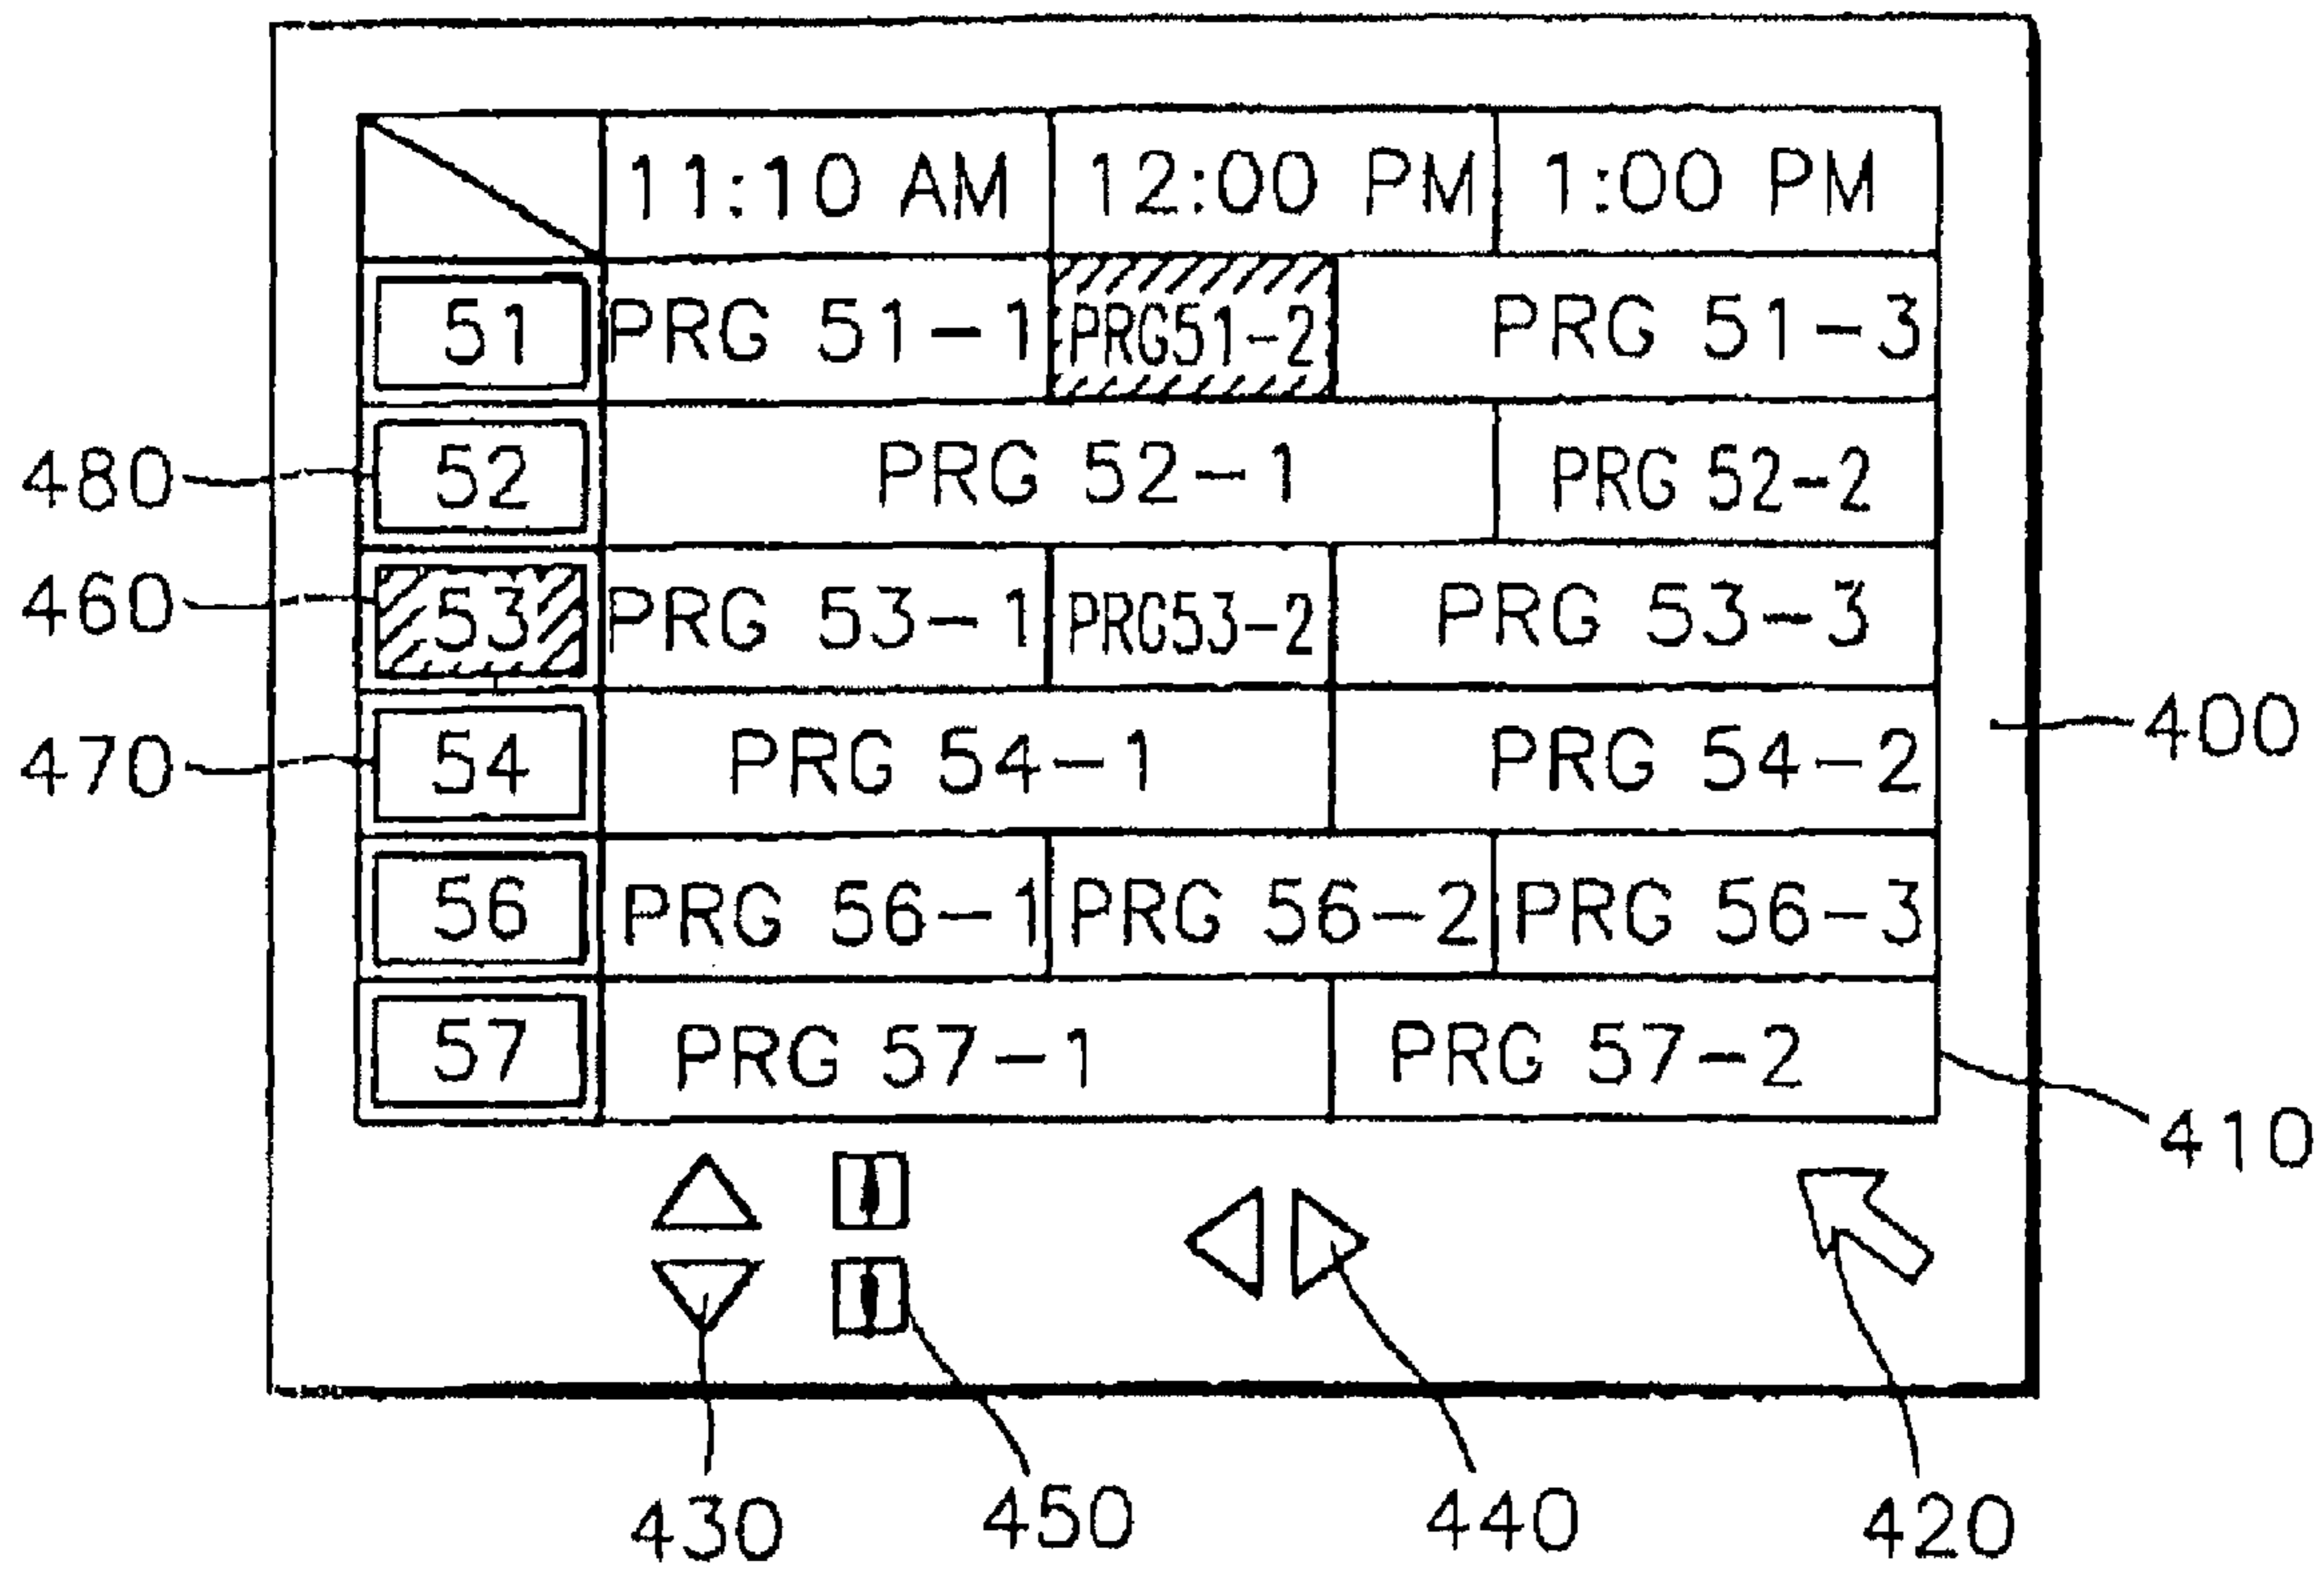 11:10 AM 12:00 PM 1:00 PM
51 PRG 51-1 PRG51-2 PRG 51-3
480 52 PRG 52-1 PRG 52-2
460 53 PRG 53-1 PRG53-2 PRG 53-3
470 54 PRG 54-1 PRG 54-2 400
56 PRG 56-1 PRG 56-2 PRG 56-3
57 PRG 57-1 PRG 57-2
410
430 450 440 420